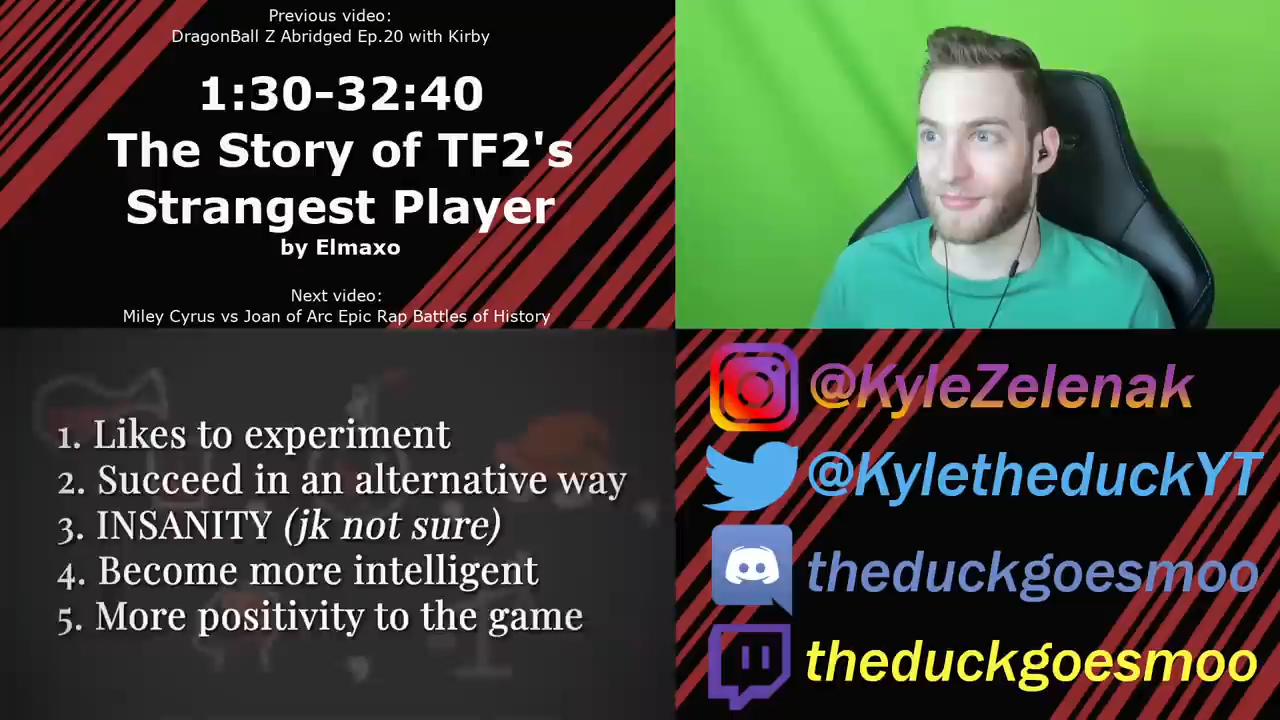 Previous video:
DragonBall Z Abridged Ep.20 with Kirby
1:30-32:40
The Story of TF2's
Strangest Player
by Elmaxo
Next video:
Miley Cyrus vs Joan of Arc Epic Rap Battles of History
1. Likes to experiment
2. Succeed in an alternative way
3. INSANITY (jk not sure)
4. Become more intelligent
5. More positivity to the game
@KyleZelenak
@KyletheduckYT
theduckgoesmoo
theduckgoesmoo